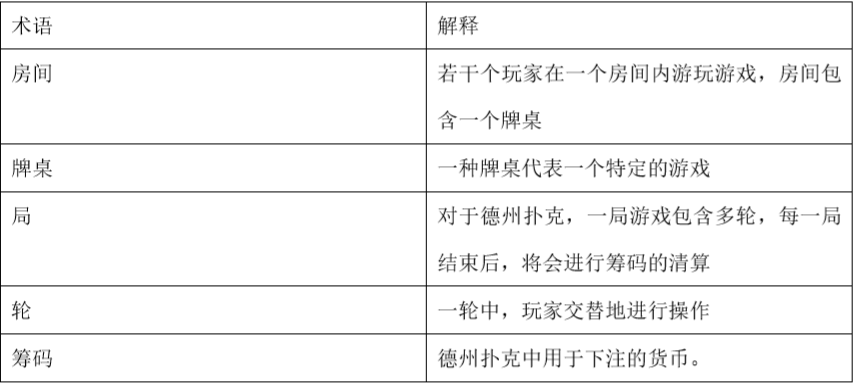 术语 解释
房间 若干个玩家在一个房间内游玩游戏，房间包
含一个牌桌
牌桌 一种牌桌代表一个特定的游戏
局 对于德州扑克，一局游戏包含多轮，每一局
结束后，将会进行筹码的清算
轮 一轮中，玩家交替地进行操作
筹码 德州扑克中用于下注的货币。